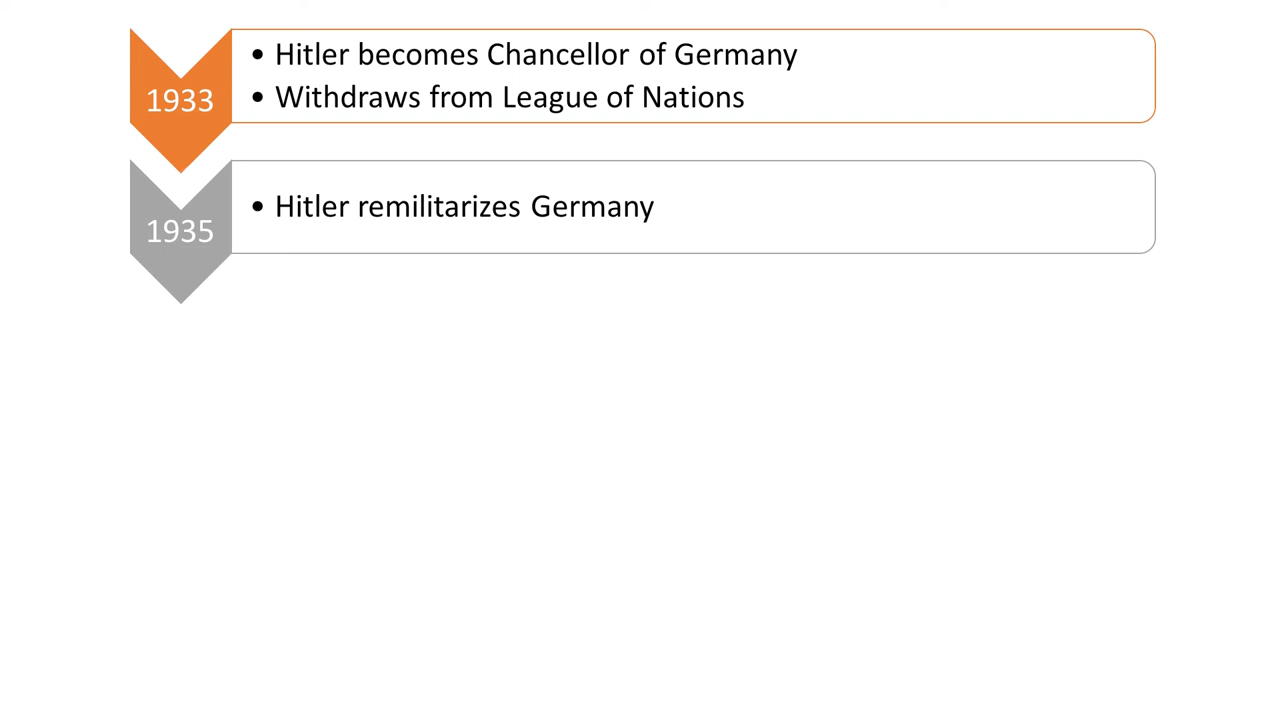 1933
• Hitler becomes Chancellor of Germany
• Withdraws from League of Nations
1935
• Hitler remilitarizes Germany